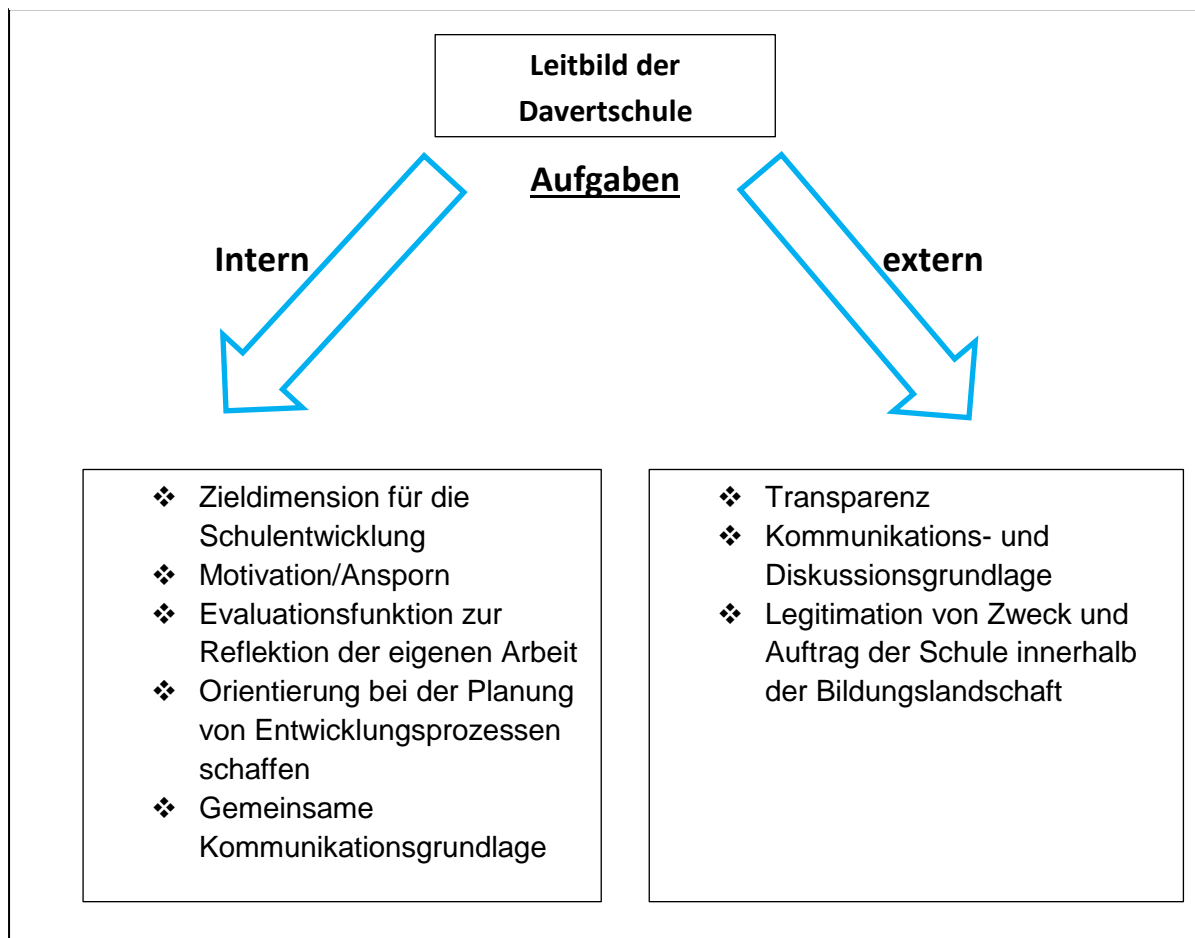 Leitbild der
Davertschule
Aufgaben
Intern
extern
❖ Zieldimension für die
Schulentwicklung
❖ Motivation/Ansporn
❖ Evaluationsfunktion zur
Reflektion der eigenen Arbeit
❖ Orientierung bei der Planung
von Entwicklungsprozessen
schaffen
❖ Gemeinsame
Kommunikationsgrundlage
❖ Transparenz
❖ Kommunikations- und
Diskussionsgrundlage
❖ Legitimation von Zweck und
Auftrag der Schule innerhalb
der Bildungslandschaft